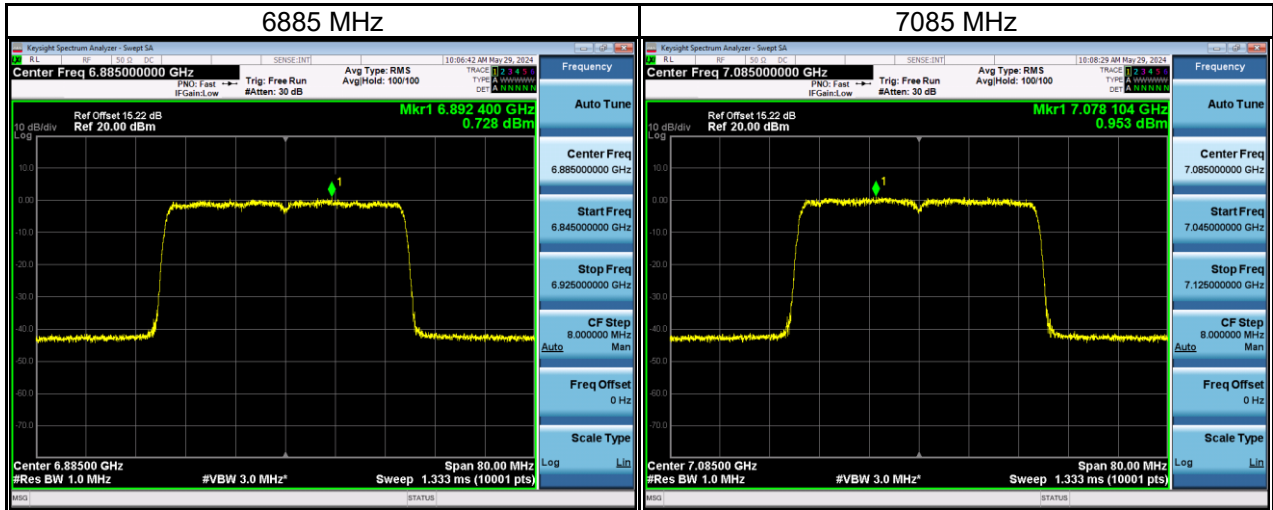 6885 MHz
Keysight Spectrum Analyzer - Swept SA
RL RF 50 Ω DC SENSE:INT 10:06:42 AM May 29, 2024
Center Freq 6.885000000 GHz
PNO: Fast
IFGain:Low
Trig: Free Run
#Atten: 30 dB
Avg Type: RMS
Avg|Hold: 100/100
TRACE 1 2 3 4 5 6
TYPE A WWWWW
DET A NNNNN
Mkr1 6.892 400 GHz
0.728 dBm
Ref Offset 15.22 dB
10 dB/div Ref 20.00 dBm
Log
1
10.0
0.00
-10.0
-20.0
-30.0
-40.0
-50.0
-60.0
-70.0
Center 6.88500 GHz Span 80.00 MHz
#Res BW 1.0 MHz #VBW 3.0 MHz* Sweep 1.333 ms (10001 pts)
MSG STATUS
Frequency
Auto Tune
Center Freq
6.885000000 GHz
Start Freq
6.845000000 GHz
Stop Freq
6.925000000 GHz
CF Step
8.000000 MHz
Auto Man
Freq Offset
0 Hz
Scale Type
Log Lin
7085 MHz
Keysight Spectrum Analyzer - Swept SA
RL RF 50 Ω DC SENSE:INT 10:08:29 AM May 29, 2024
Center Freq 7.085000000 GHz
PNO: Fast
IFGain:Low
Trig: Free Run
#Atten: 30 dB
Avg Type: RMS
Avg|Hold: 100/100
TRACE 1 2 3 4 5 6
TYPE A WWWWW
DET A NNNNN
Mkr1 7.078 104 GHz
0.953 dBm
Ref Offset 15.22 dB
10 dB/div Ref 20.00 dBm
Log
1
10.0
0.00
-10.0
-20.0
-30.0
-40.0
-50.0
-60.0
-70.0
Center 7.08500 GHz Span 80.00 MHz
#Res BW 1.0 MHz #VBW 3.0 MHz* Sweep 1.333 ms (10001 pts)
MSG STATUS
Frequency
Auto Tune
Center Freq
7.085000000 GHz
Start Freq
7.045000000 GHz
Stop Freq
7.125000000 GHz
CF Step
8.000000 MHz
Auto Man
Freq Offset
0 Hz
Scale Type
Log Lin